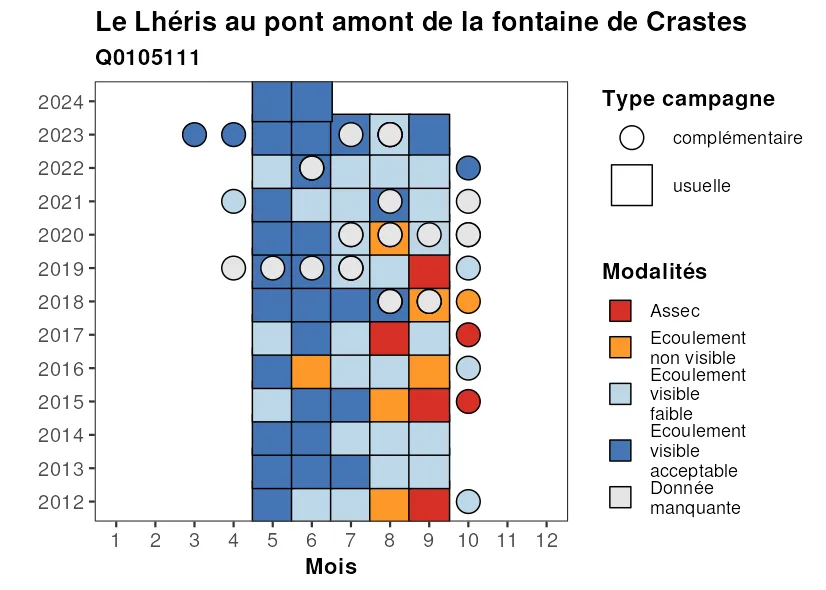 Le Lhéris au pont amont de la fontaine de Crastes
Q0105111
2024
2023
2022
2021
2020
2019
2018
2017
2016
2015
2014
2013
2012
1 2 3 4 5 6 7 8 9 10 11 12
Mois
Type campagne
complémentaire
usuelle
Modalités
Assec
Ecoulement
non visible
Ecoulement
visible
faible
Ecoulement
visible
acceptable
Donnée
manquante